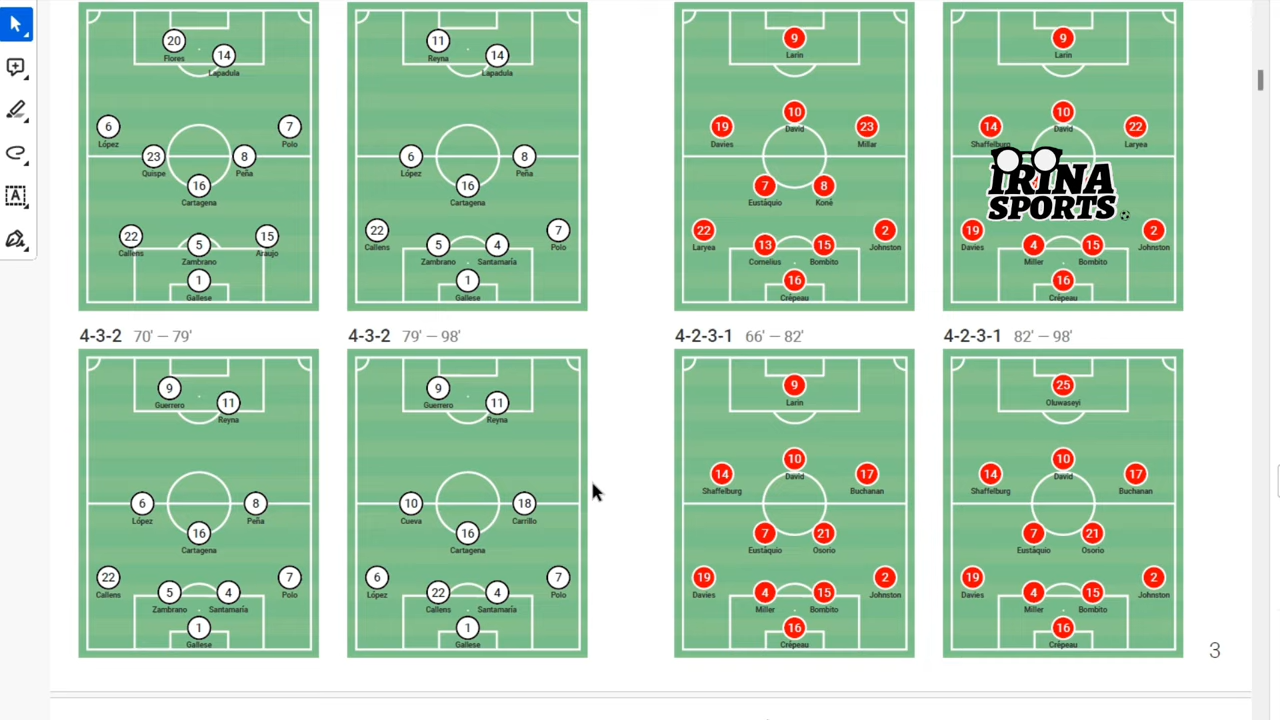 20 Flores
14 Lapadula
6 López
7 Polo
23 Quispe
8 Peña
16 Cartagena
22 Callens
5 Zambrano
15 Araujo
1 Gallese
11 Reyna
14 Lapadula
6 López
8 Peña
16 Cartagena
22 Callens
5 Zambrano
4 Santamaría
7 Polo
1 Gallese
9 Larin
10 David
19 Davies
23 Millar
7 Eustáquio
8 Koné
22 Laryea
13 Cornelius
15 Bombito
2 Johnston
16 Crépeau
9 Larin
10 David
14 Shaffelburg
22 Laryea
IRINA
SPORTS
19 Davies
4 Miller
15 Bombito
2 Johnston
16 Crépeau
4-3-2 70' — 79'
4-3-2 79' — 98'
4-2-3-1 66' — 82'
4-2-3-1 82' — 98'
9 Guerrero
11 Reyna
6 López
8 Peña
16 Cartagena
22 Callens
5 Zambrano
4 Santamaría
7 Polo
1 Gallese
9 Guerrero
11 Reyna
10 Cueva
18 Carrillo
16 Cartagena
6 López
22 Callens
4 Santamaría
7 Polo
1 Gallese
9 Larin
10 David
14 Shaffelburg
17 Buchanan
7 Eustáquio
21 Osorio
19 Davies
4 Miller
15 Bombito
2 Johnston
16 Crépeau
25 Oluwaseyi
10 David
14 Shaffelburg
17 Buchanan
7 Eustáquio
21 Osorio
19 Davies
4 Miller
15 Bombito
2 Johnston
16 Crépeau
3